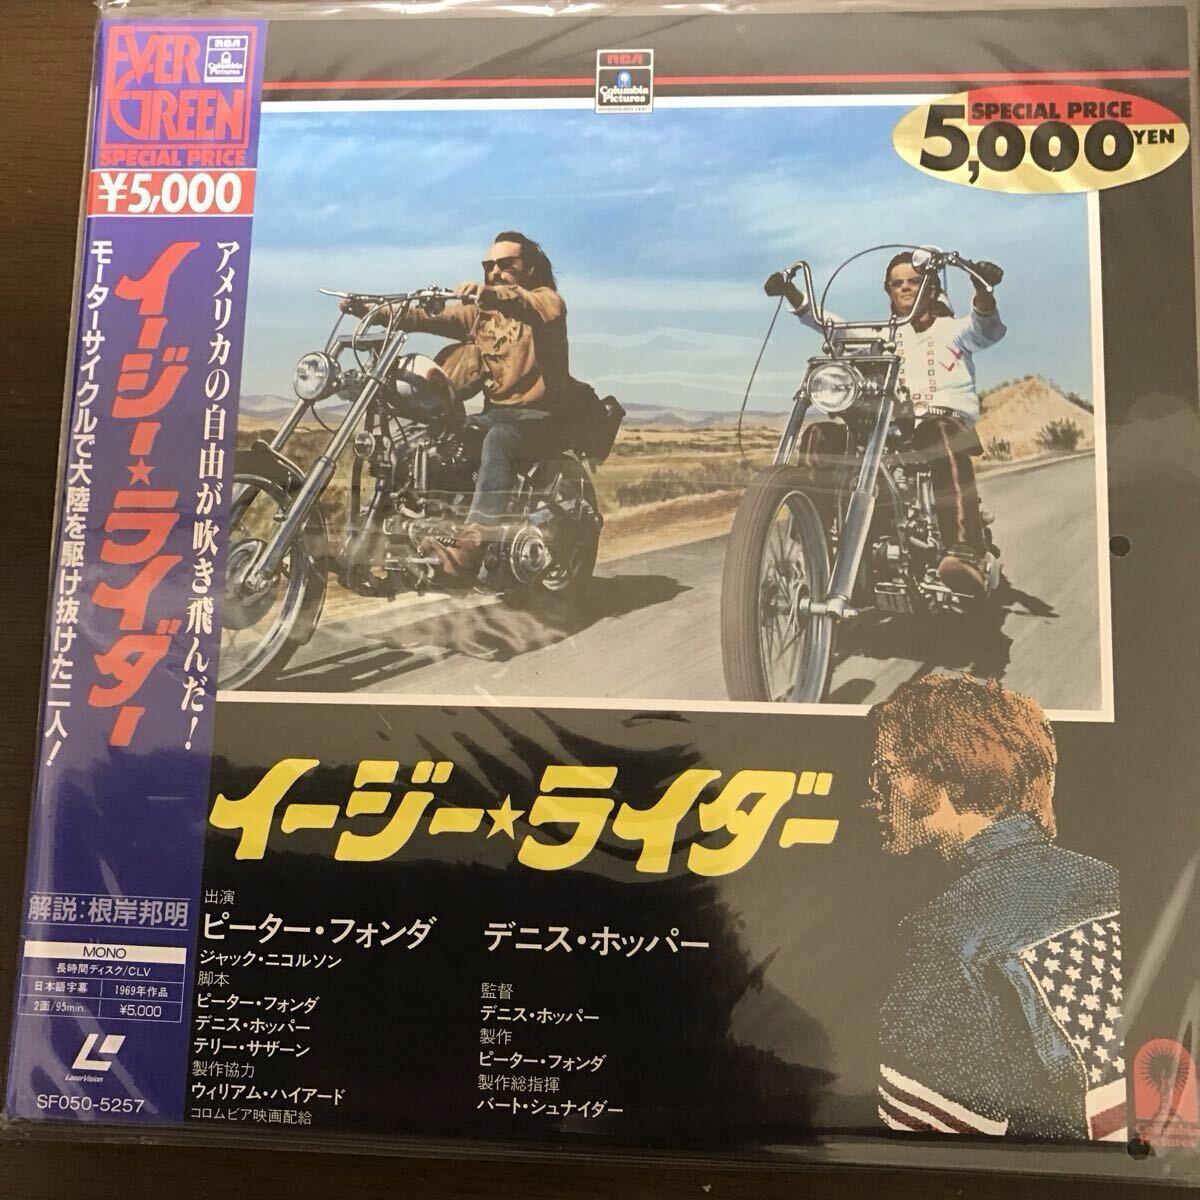 EVER
GREEN
RCA
Columbia
Pictures
SPECIAL PRICE
¥5,000
アメリカの自由が吹き飛んだ!
イージー★ライダー
モーターサイクルで大陸を駆け抜けた二人!
解説:根岸邦明
MONO
長時間ディスク/CLV
日本語字幕 1969年作品
2面/95min. ¥5,000
LaserVision
SF050-5257
RCA
Columbia
Pictures
INTERNATIONAL VIDEO
SPECIAL PRICE
5,000 YEN
イージー★ライダー
出演
ピーター・フォンダ デニス・ホッパー
ジャック・ニコルソン
脚本
ピーター・フォンダ
デニス・ホッパー
テリー・サザーン
製作協力
ウィリアム・ハイアード
コロムビア映画配給
監督
デニス・ホッパー
製作
ピーター・フォンダ
製作総指揮
バート・シュナイダー
Columbia
Pictures